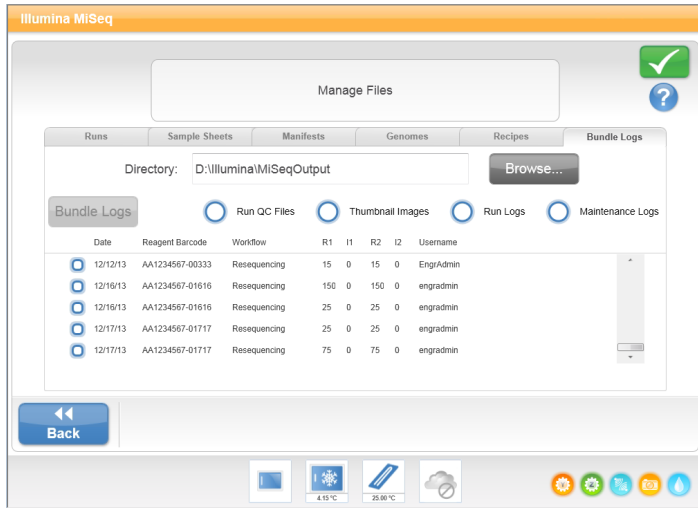 Illumina MiSeq
Manage Files
Runs Sample Sheets Manifests Genomes Recipes Bundle Logs
Directory: D:\Illumina\MiSeqOutput Browse...
Bundle Logs Run QC Files Thumbnail Images Run Logs Maintenance Logs
Date Reagent Barcode Workflow R1 I1 R2 I2 Username
12/12/13 AA1234567-00333 Resequencing 15 0 15 0 EngrAdmin
12/16/13 AA1234567-01616 Resequencing 150 0 150 0 engradmin
12/16/13 AA1234567-01616 Resequencing 25 0 25 0 engradmin
12/17/13 AA1234567-01717 Resequencing 25 0 25 0 engradmin
12/17/13 AA1234567-01717 Resequencing 75 0 75 0 engradmin
Back
4.15 °C 25.00 °C